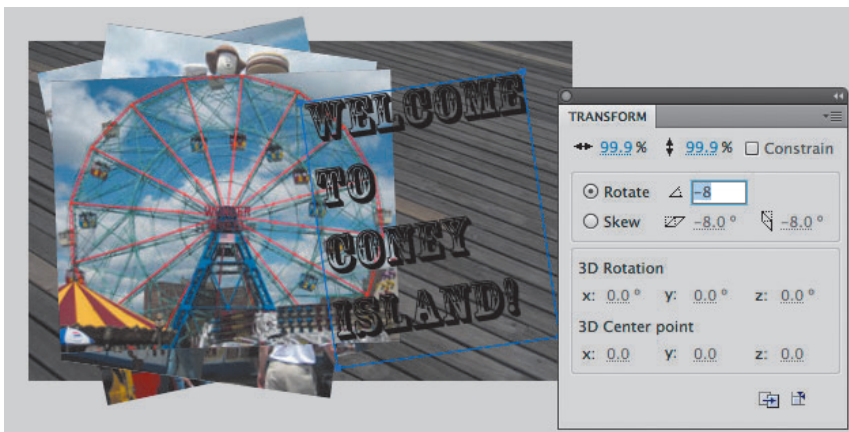 WELCOME
TO
CONEY
ISLAND!
WONDER
TRANSFORM
99.9 % 99.9 % Constrain
Rotate -8
Skew -8.0 ° -8.0 °
3D Rotation
x: 0.0 ° y: 0.0 ° z: 0.0 °
3D Center point
x: 0.0 y: 0.0 z: 0.0